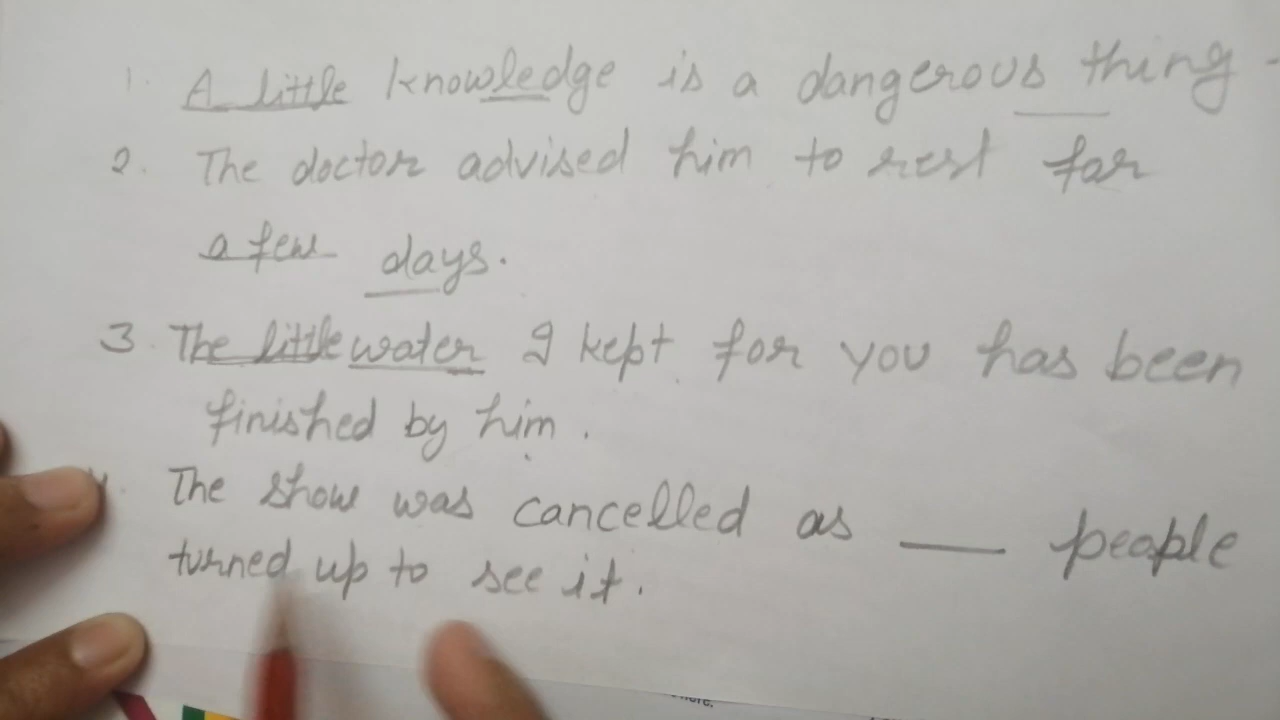 1. A little knowledge is a dangerous thing.
2. The doctor advised him to rest for
a few days.
3. The little water I kept for you has been
finished by him.
The show was cancelled as ___ people
turned up to see it.